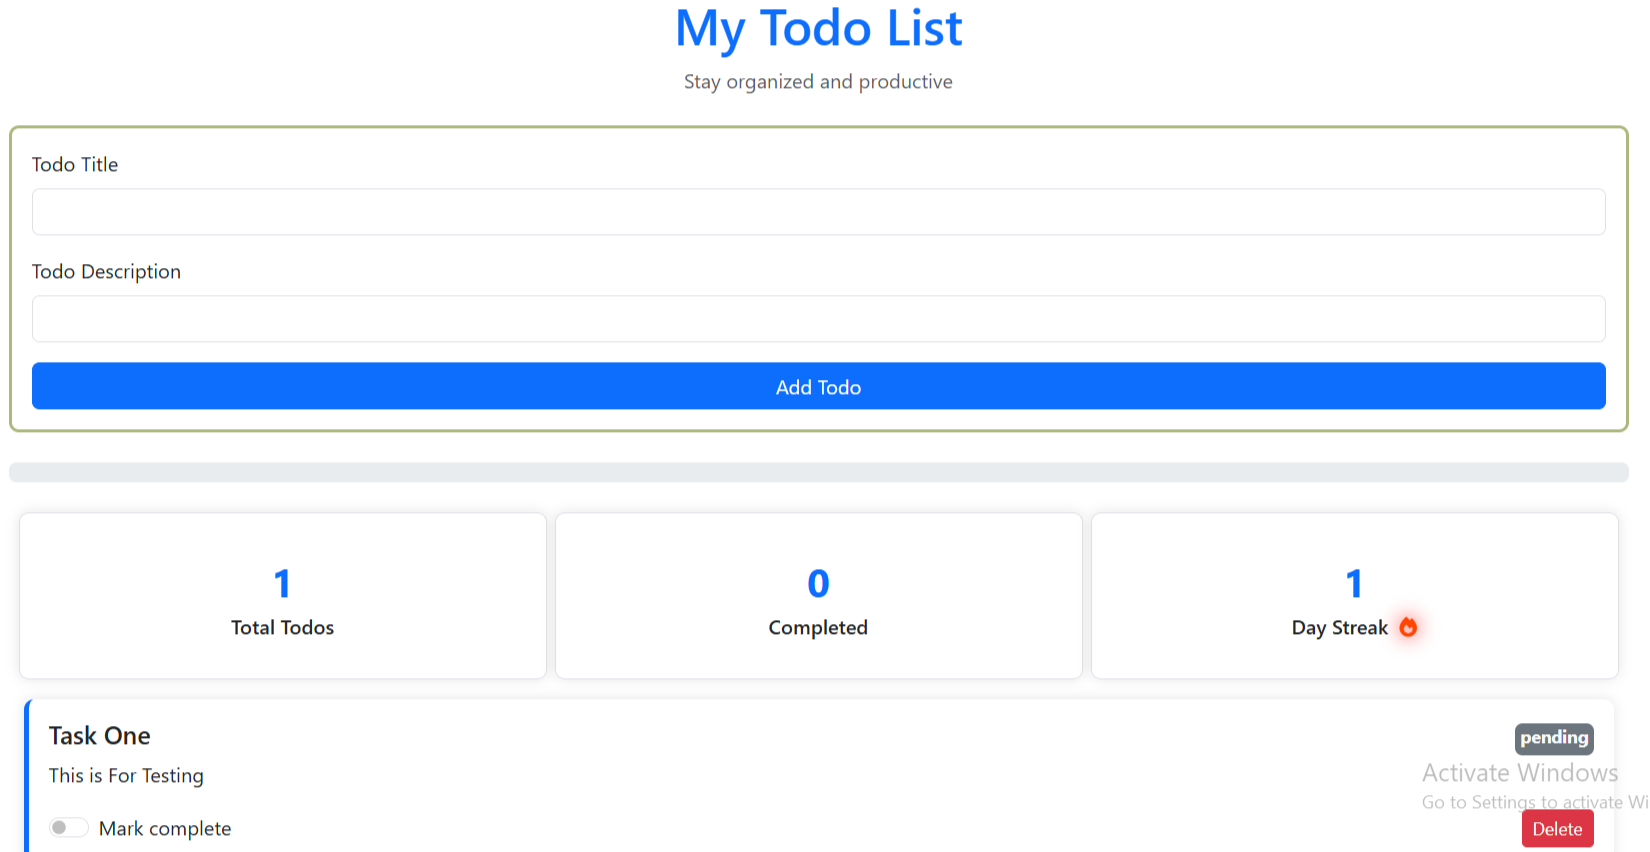 My Todo List
Stay organized and productive
Todo Title
Todo Description
Add Todo
1
Total Todos
0
Completed
1
Day Streak
Task One
pending
This is For Testing
Activate Windows
Go to Settings to activate Wi
Mark complete
Delete